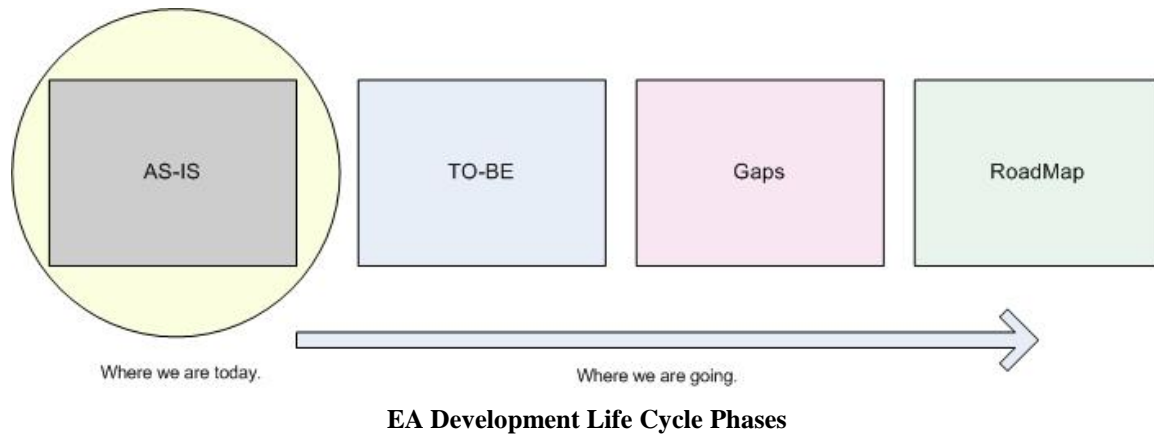 AS-IS
TO-BE
Gaps
RoadMap
Where we are today.
Where we are going.
EA Development Life Cycle Phases